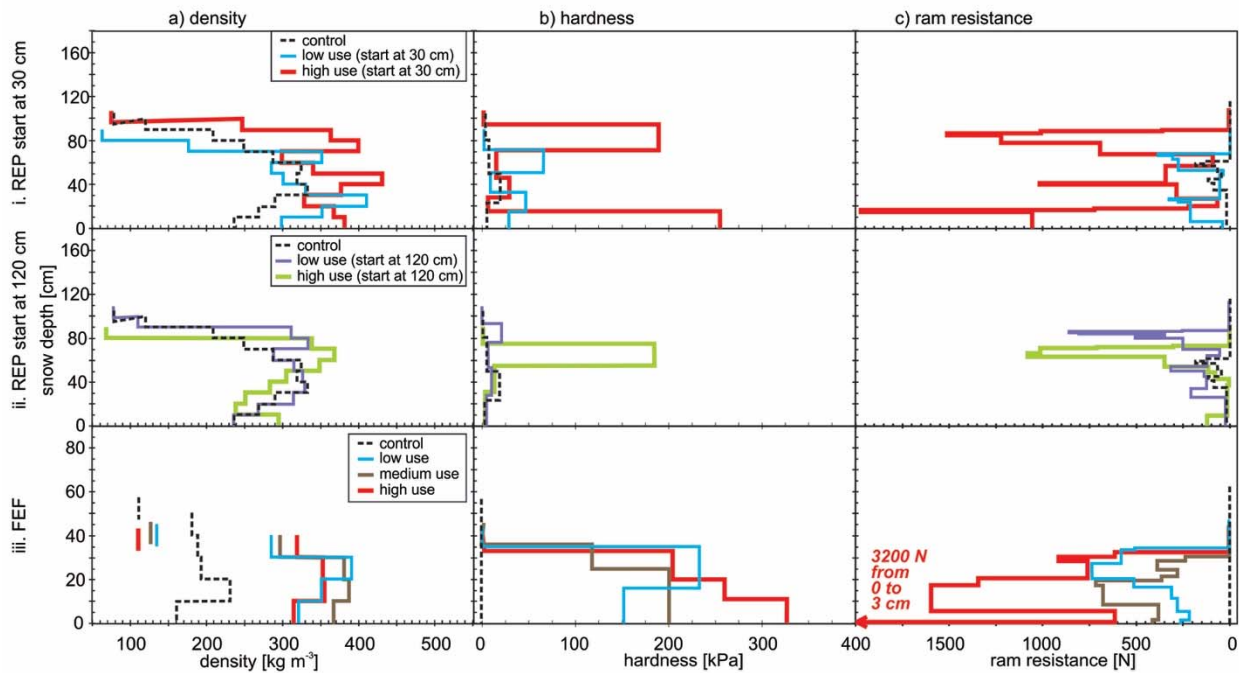 a) density
b) hardness
c) ram resistance
i. REP start at 30 cm
180
160
120
80
40
0
control
low use (start at 30 cm)
high use (start at 30 cm)
ii. REP start at 120 cm
snow depth [cm]
160
120
80
40
0
control
low use (start at 120 cm)
high use (start at 120 cm)
iii. FEF
80
60
40
20
0
control
low use
medium use
high use
3200 N
from
0 to
3 cm
100 200 300 400 500
0 100 200 300 400
1500 1000 500 0
density [kg m⁻³]
hardness [kPa]
ram resistance [N]